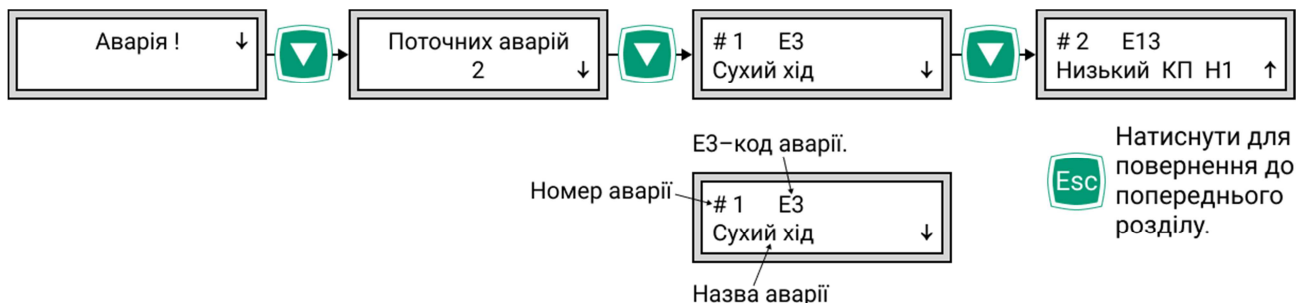 Аварія ! ↓
Поточних аварій
2 ↓
# 1 E3
Сухий хід ↓
# 2 E13
Низький КП Н1 ↑
E3–код аварії.
Номер аварії
# 1 E3
Сухий хід ↓
Назва аварії
Esc
Натиснути для
повернення до
попереднього
розділу.